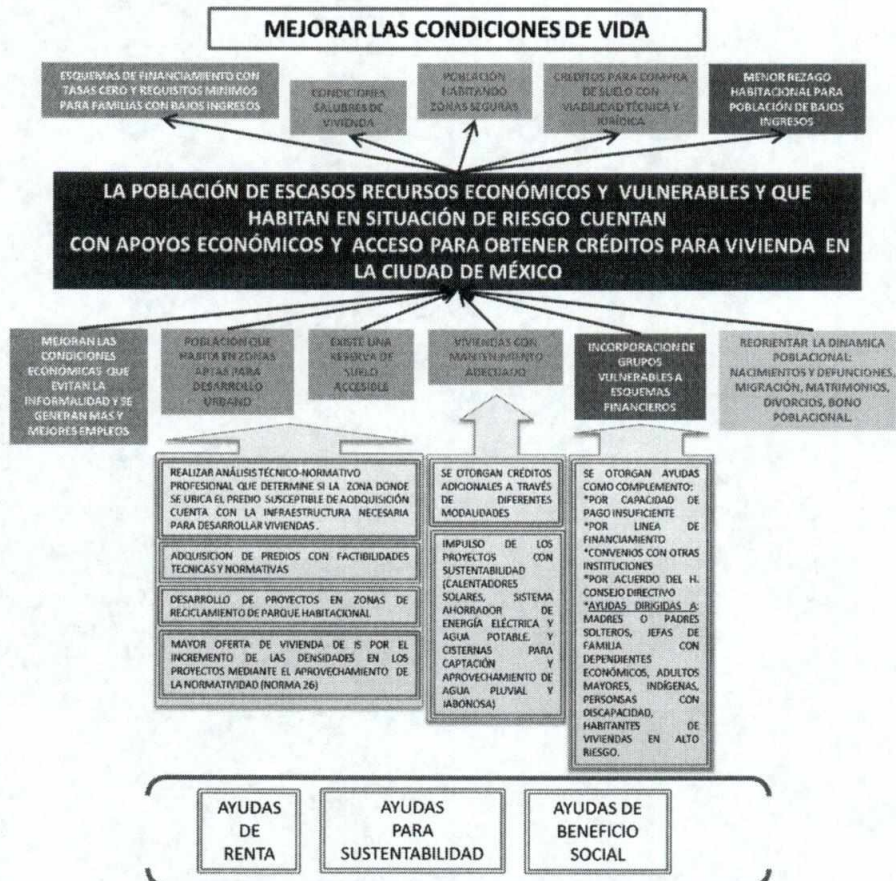 MEJORAR LAS CONDICIONES DE VIDA
ESQUEMAS DE FINANCIAMIENTO CON
TASAS CERO Y REQUISITOS MINIMOS
PARA FAMILIAS CON BAJOS INGRESOS
CONDICIONES
SALUBRES DE
VIVIENDA
POBLACIÓN
HABITANDO
ZONAS SEGURAS
CRÉDITOS PARA COMPRA
DE SUELO CON
VIABILIDAD TÉCNICA Y
JURÍDICA
MENOR REZAGO
HABITACIONAL PARA
POBLACIÓN DE BAJOS
INGRESOS
LA POBLACIÓN DE ESCASOS RECURSOS ECONÓMICOS Y VULNERABLES Y QUE
HABITAN EN SITUACIÓN DE RIESGO CUENTAN
CON APOYOS ECONÓMICOS Y ACCESO PARA OBTENER CRÉDITOS PARA VIVIENDA EN
LA CIUDAD DE MÉXICO
MEJORAN LAS
CONDICIONES
ECONÓMICAS QUE
EVITAN LA
INFORMALIDAD Y SE
GENERAN MAS Y
MEJORES EMPLEOS
POBLACIÓN QUE
HABITA EN ZONAS
APTAS PARA
DESARROLLO
URBANO
EXISTE UNA
RESERVA DE
SUELO
ACCESIBLE
VIVIENDAS CON
MANTENIMIENTO
ADECUADO
INCORPORACION DE
GRUPOS
VULNERABLES A
ESQUEMAS
FINANCIEROS
REORIENTAR LA DINAMICA
POBLACIONAL:
NACIMIENTOS Y DEFUNCIONES,
MIGRACIÓN, MATRIMONIOS,
DIVORCIOS, BONO
POBLACIONAL.
REALIZAR ANÁLISIS TÉCNICO-NORMATIVO
PROFESIONAL QUE DETERMINE SI LA ZONA DONDE
SE UBICA EL PREDIO SUSCEPTIBLE DE AODQUISICIÓN
CUENTA CON LA INFRAESTRUCTURA NECESARIA
PARA DESARROLLAR VIVIENDAS .
ADQUISICION DE PREDIOS CON FACTIBILIDADES
TECNICAS Y NORMATIVAS
DESARROLLO DE PROYECTOS EN ZONAS DE
RECICLAMIENTO DE PARQUE HABITACIONAL
MAYOR OFERTA DE VIVIENDA DE IS POR EL
INCREMENTO DE LAS DENSIDADES EN LOS
PROYECTOS MEDIANTE EL APROVECHAMIENTO DE
LA NORMATIVIDAD (NORMA 26)
SE OTORGAN CRÉDITOS
ADICIONALES A TRAVÉS
DE DIFERENTES
MODALIDADES
IMPULSO DE LOS
PROYECTOS CON
SUSTENTABILIDAD
(CALENTADORES
SOLARES, SISTEMA
AHORRADOR DE
ENERGÍA ELÉCTRICA Y
AGUA POTABLE. Y
CISTERNAS PARA
CAPTACIÓN Y
APROVECHAMIENTO DE
AGUA PLUVIAL Y
JABONOSA)
SE OTORGAN AYUDAS
COMO COMPLEMENTO:
*POR CAPACIDAD DE
PAGO INSUFICIENTE
*POR LINEA DE
FINANCIAMIENTO
*CONVENIOS CON OTRAS
INSTITUCIONES
*POR ACUERDO DEL H.
CONSEJO DIRECTIVO
*AYUDAS DIRIGIDAS A:
MADRES O PADRES
SOLTEROS, JEFAS DE
FAMILIA CON
DEPENDIENTES
ECONÓMICOS, ADULTOS
MAYORES, INDÍGENAS,
PERSONSAS CON
DISCAPACIDAD,
HABITANTES DE
VIVIENDAS EN ALTO
RIESGO.
AYUDAS
DE
RENTA
AYUDAS
PARA
SUSTENTABILIDAD
AYUDAS DE
BENEFICIO
SOCIAL